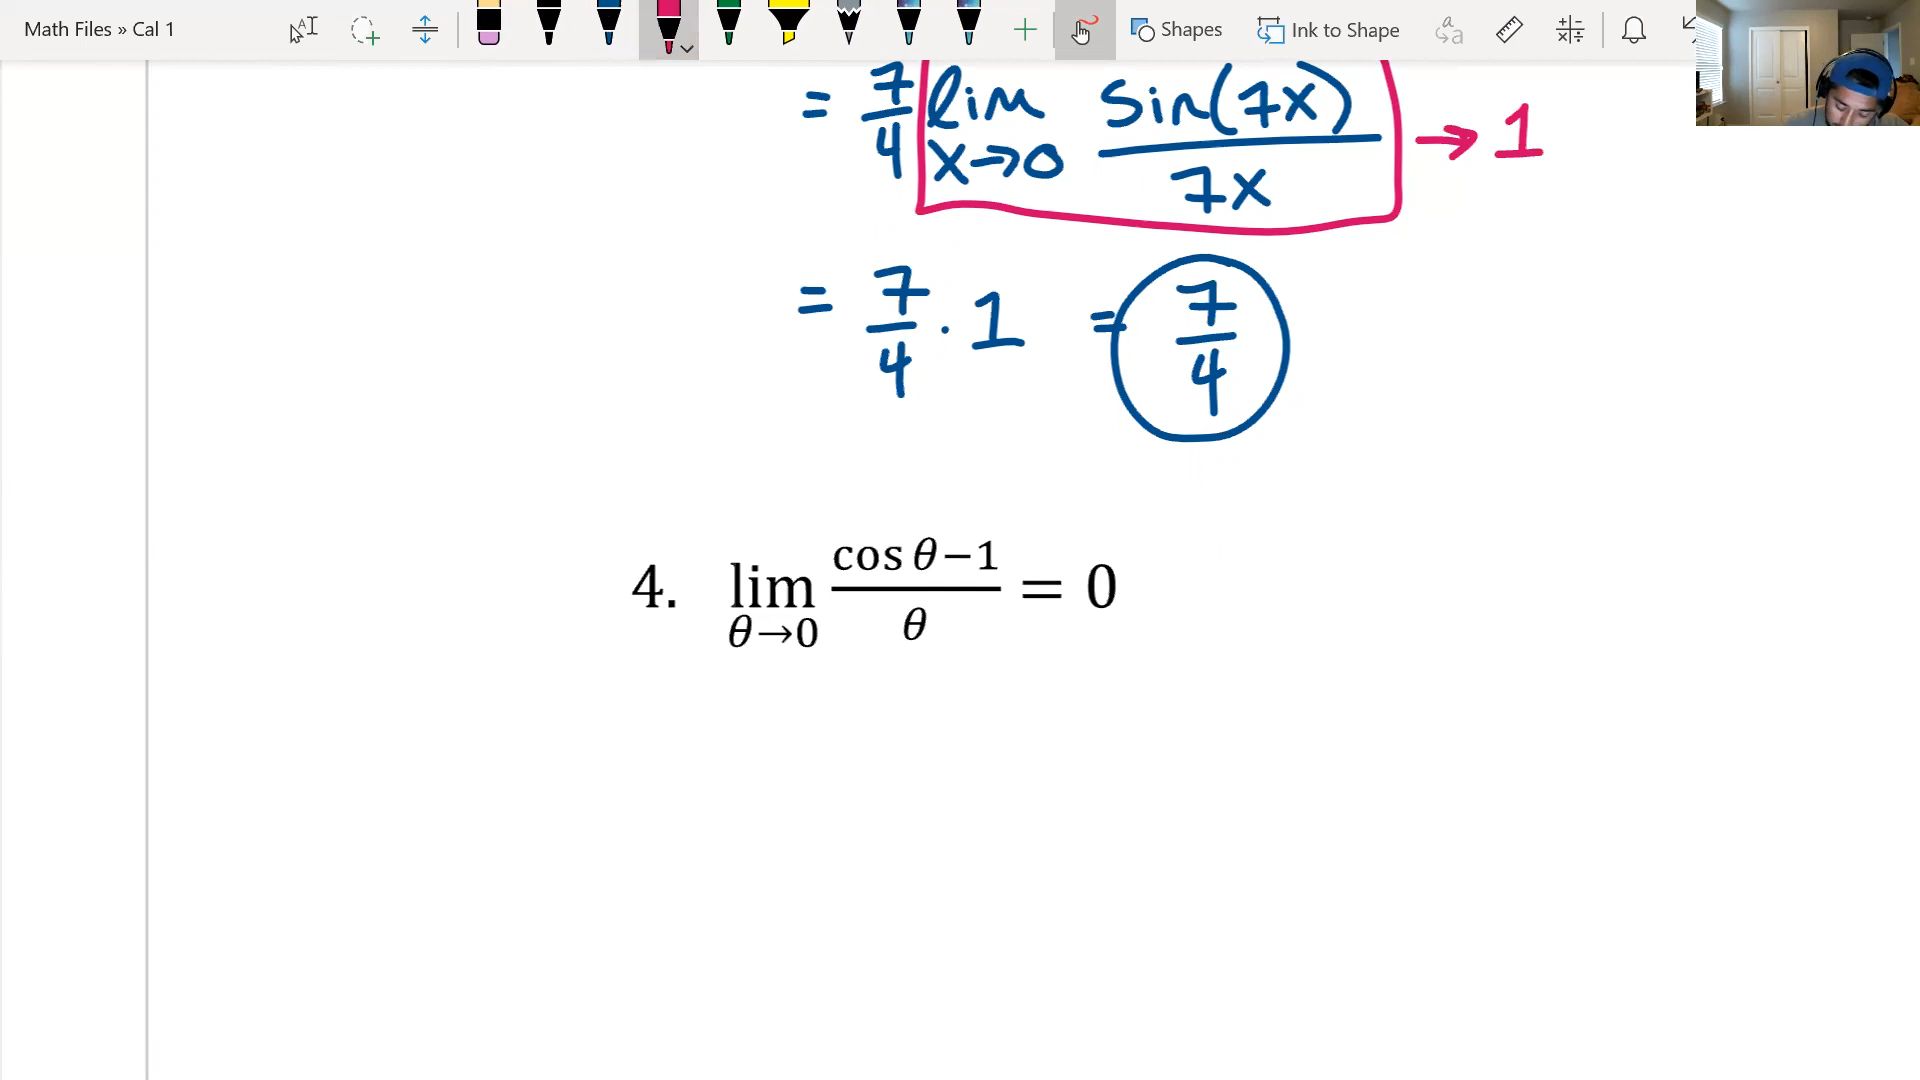 Math Files » Cal 1 Shapes Ink to Shape
= 7/4 lim x→0 sin(7x)/7x → 1
= 7/4 · 1 = 7/4
4. lim θ→0 cos θ−1/θ = 0